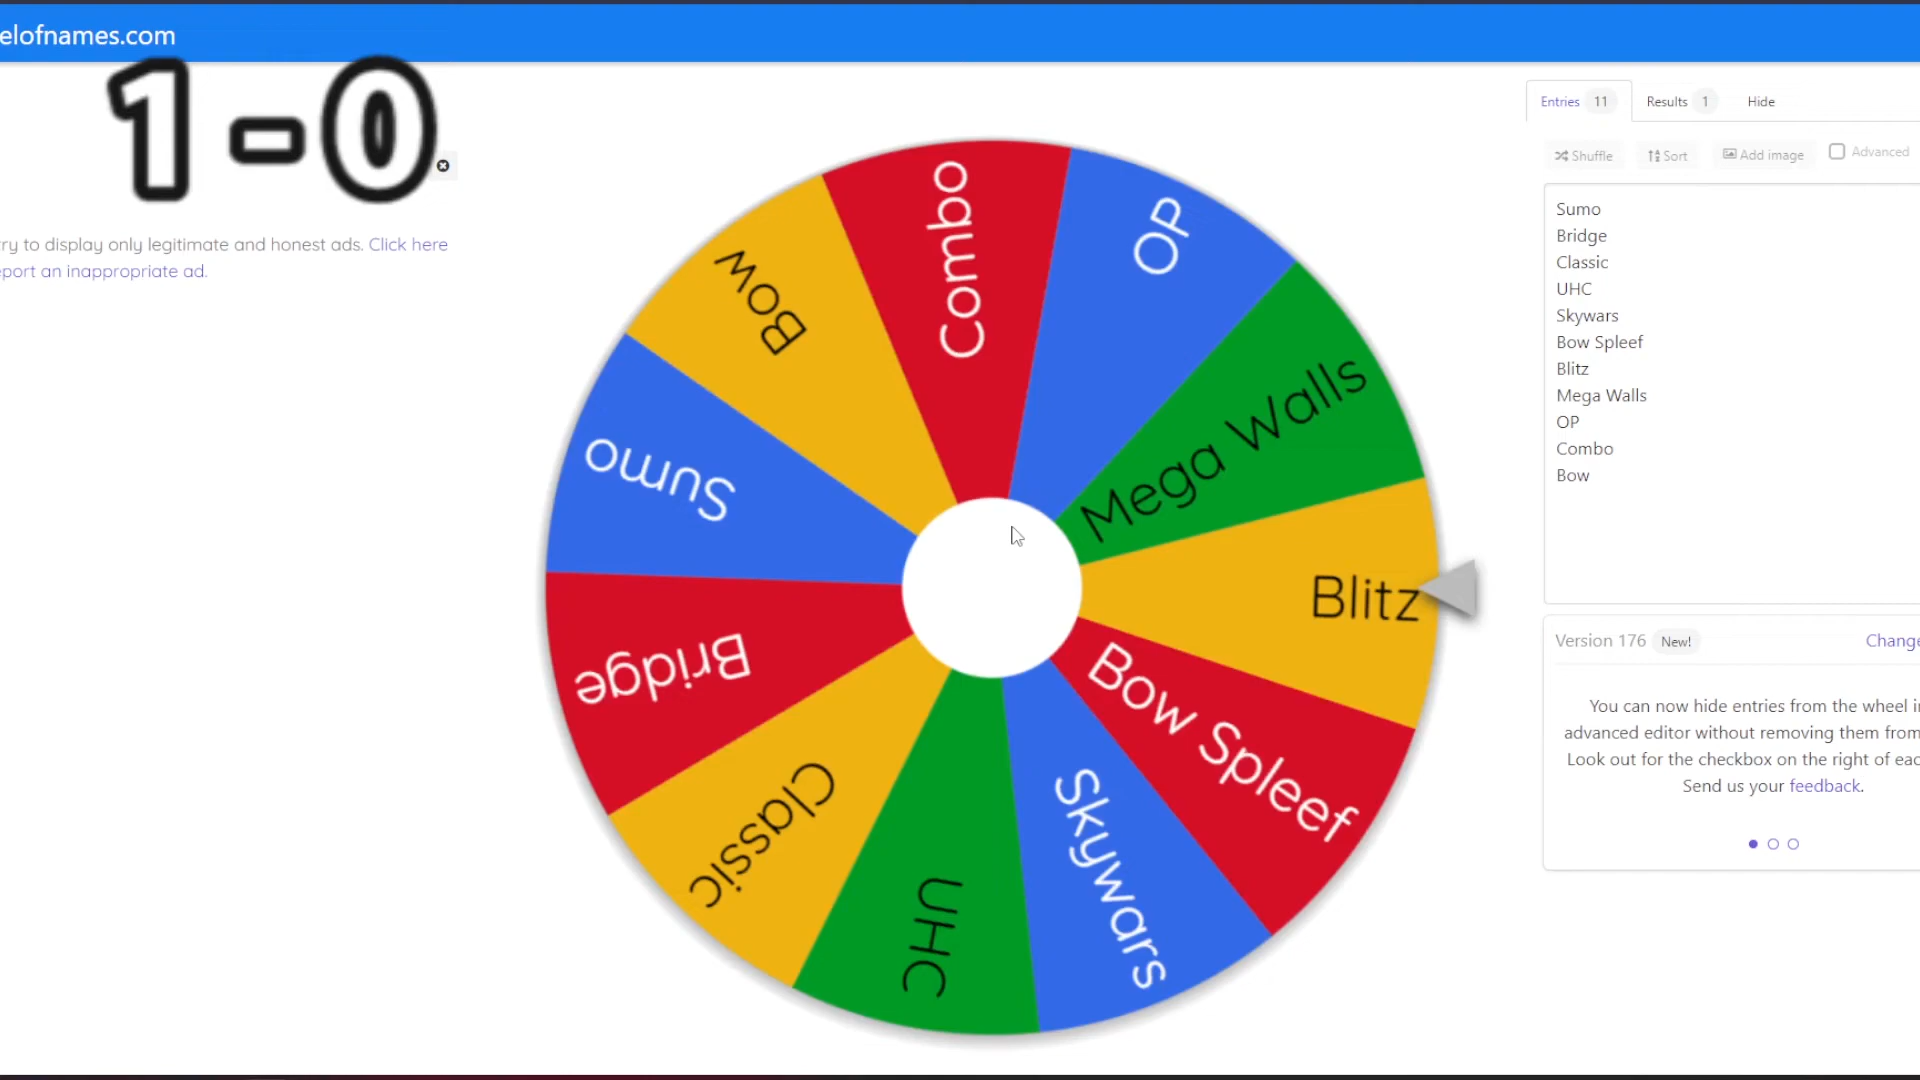 elofnames.com
1-0
ry to display only legitimate and honest ads. Click here
eport an inappropriate ad.
Combo
OP
Mega Walls
Blitz
Bow Spleef
Skywars
UHC
Classic
Bridge
Sumo
Bow
Entries 11 Results 1 Hide
Shuffle Sort Add image Advanced
Sumo
Bridge
Classic
UHC
Skywars
Bow Spleef
Blitz
Mega Walls
OP
Combo
Bow
Version 176 New! Change
You can now hide entries from the wheel i
advanced editor without removing them from
Look out for the checkbox on the right of eac
Send us your feedback.